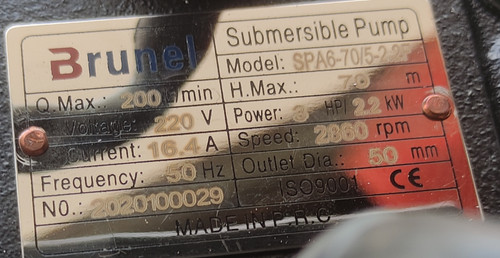 Brunel
Submersible Pump
Model: SPA6-70/5-2.2F
Q.Max.: 200 L/min
H.Max.: 70 m
Voltage: 220 V
Power: 3 HP/ 2.2 kW
Current: 16.4 A
Speed: 2860 rpm
Frequency: 50 Hz
Outlet Dia.: 50 mm
NO.: 2020100029
ISO9001 CE
MADE IN P.R.C